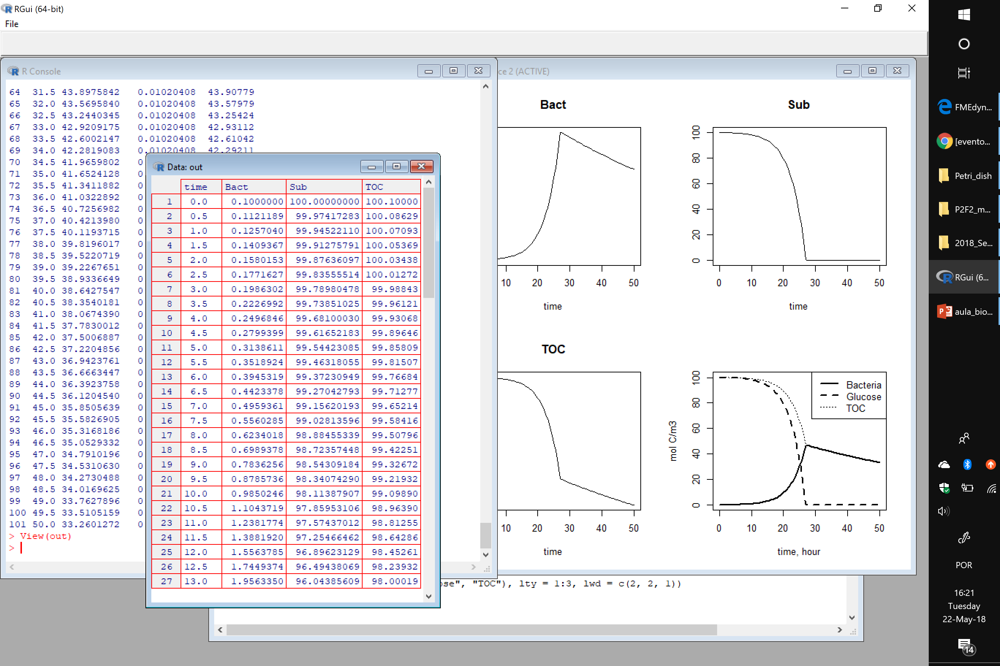 RGui (64-bit)
File
R Console
64 31.5 43.8975842 0.01020408 43.90779
65 32.0 43.5695840 0.01020408 43.57979
66 32.5 43.2440345 0.01020408 43.25424
67 33.0 42.9209175 0.01020408 42.93112
68 33.5 42.6002147 0.01020408 42.61042
69 34.0 42.2819083 0.01020408 42.29211
70 34.5 41.9659802 0
71 35.0 41.6524128 0
72 35.5 41.3411882 0
73 36.0 41.0322892 0
74 36.5 40.7256982 0
75 37.0 40.4213980 0
76 37.5 40.1193715 0
77 38.0 39.8196017 0
78 38.5 39.5220719 0
79 39.0 39.2267651 0
80 39.5 38.9336649 0
81 40.0 38.6427547 0
82 40.5 38.3540181 0
83 41.0 38.0674390 0
84 41.5 37.7830012 0
85 42.0 37.5006887 0
86 42.5 37.2204856 0
87 43.0 36.9423761 0
88 43.5 36.6663447 0
89 44.0 36.3923758 0
90 44.5 36.1204540 0
91 45.0 35.8505639 0
92 45.5 35.5826905 0
93 46.0 35.3168186 0
94 46.5 35.0529332 0
95 47.0 34.7910196 0
96 47.5 34.5310630 0
97 48.0 34.2730488 0
98 48.5 34.0169625 0
99 49.0 33.7627896 0
100 49.5 33.5105159 0
101 50.0 33.2601272 0
> View(out)
>
Data: out
time Bact Sub TOC
1 0.0 0.1000000 100.00000000 100.10000
2 0.5 0.1121189 99.97417283 100.08629
3 1.0 0.1257040 99.94522110 100.07093
4 1.5 0.1409367 99.91275791 100.05369
5 2.0 0.1580153 99.87636097 100.03438
6 2.5 0.1771627 99.83555514 100.01272
7 3.0 0.1986302 99.78980478 99.98843
8 3.5 0.2226992 99.73851025 99.96121
9 4.0 0.2496846 99.68100030 99.93068
10 4.5 0.2799399 99.61652183 99.89646
11 5.0 0.3138611 99.54423085 99.85809
12 5.5 0.3518924 99.46318055 99.81507
13 6.0 0.3945319 99.37230949 99.76684
14 6.5 0.4423378 99.27042793 99.71277
15 7.0 0.4959361 99.15620193 99.65214
16 7.5 0.5560285 99.02813596 99.58416
17 8.0 0.6234018 98.88455339 99.50796
18 8.5 0.6989378 98.72357448 99.42251
19 9.0 0.7836256 98.54309184 99.32672
20 9.5 0.8785736 98.34074290 99.21932
21 10.0 0.9850246 98.11387907 99.09890
22 10.5 1.1043719 97.85953106 98.96390
23 11.0 1.2381774 97.57437012 98.81255
24 11.5 1.3881920 97.25466462 98.64286
25 12.0 1.5563785 96.89623129 98.45261
26 12.5 1.7449374 96.49438069 98.23932
27 13.0 1.9563350 96.04385609 98.00019
ce 2 (ACTIVE)
Bact
10 20 30 40 50
time
Sub
100
80
60
40
20
0
0 10 20 30 40 50
time
TOC
10 20 30 40 50
time
Bacteria
Glucose
TOC
mol C/m3
100
80
60
40
20
0
0 10 20 30 40 50
time, hour
ose", "TOC"), lty = 1:3, lwd = c(2, 2, 1))
FMEdyn...
[evento...
Petri_dish
P2F2_m...
2018_Se...
RGui (6...
aula_bio...
POR
16:21
Tuesday
22-May-18
14